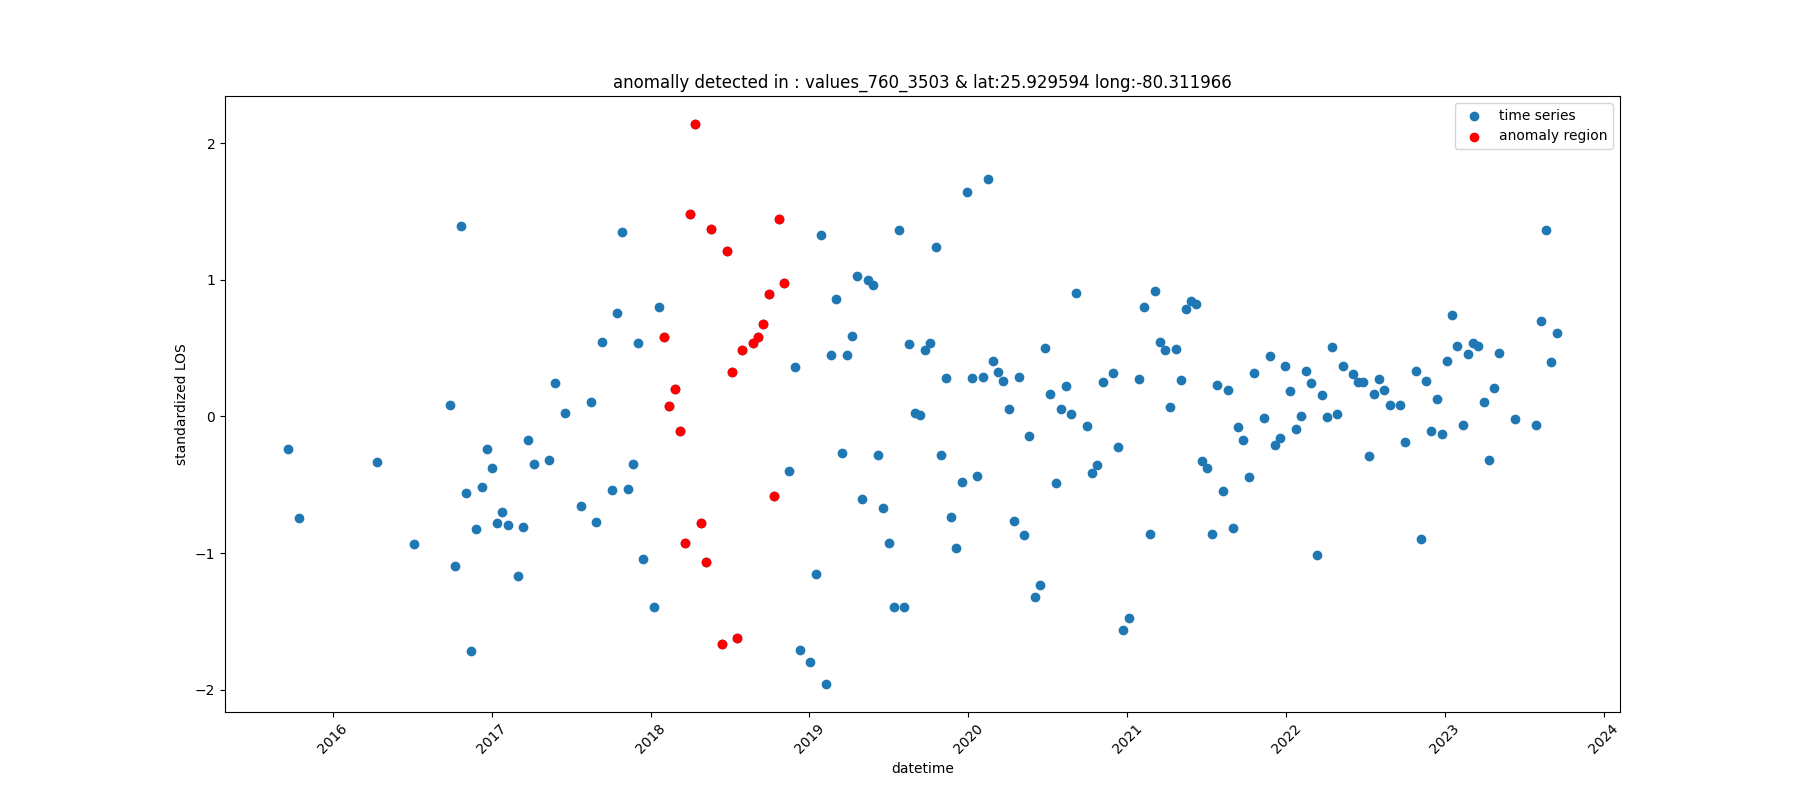 anomally detected in : values_760_3503 & lat:25.929594 long:-80.311966
time series
anomaly region
2
1
0
−1
−2
standardized LOS
2016
2017
2018
2019
2020
2021
2022
2023
2024
datetime